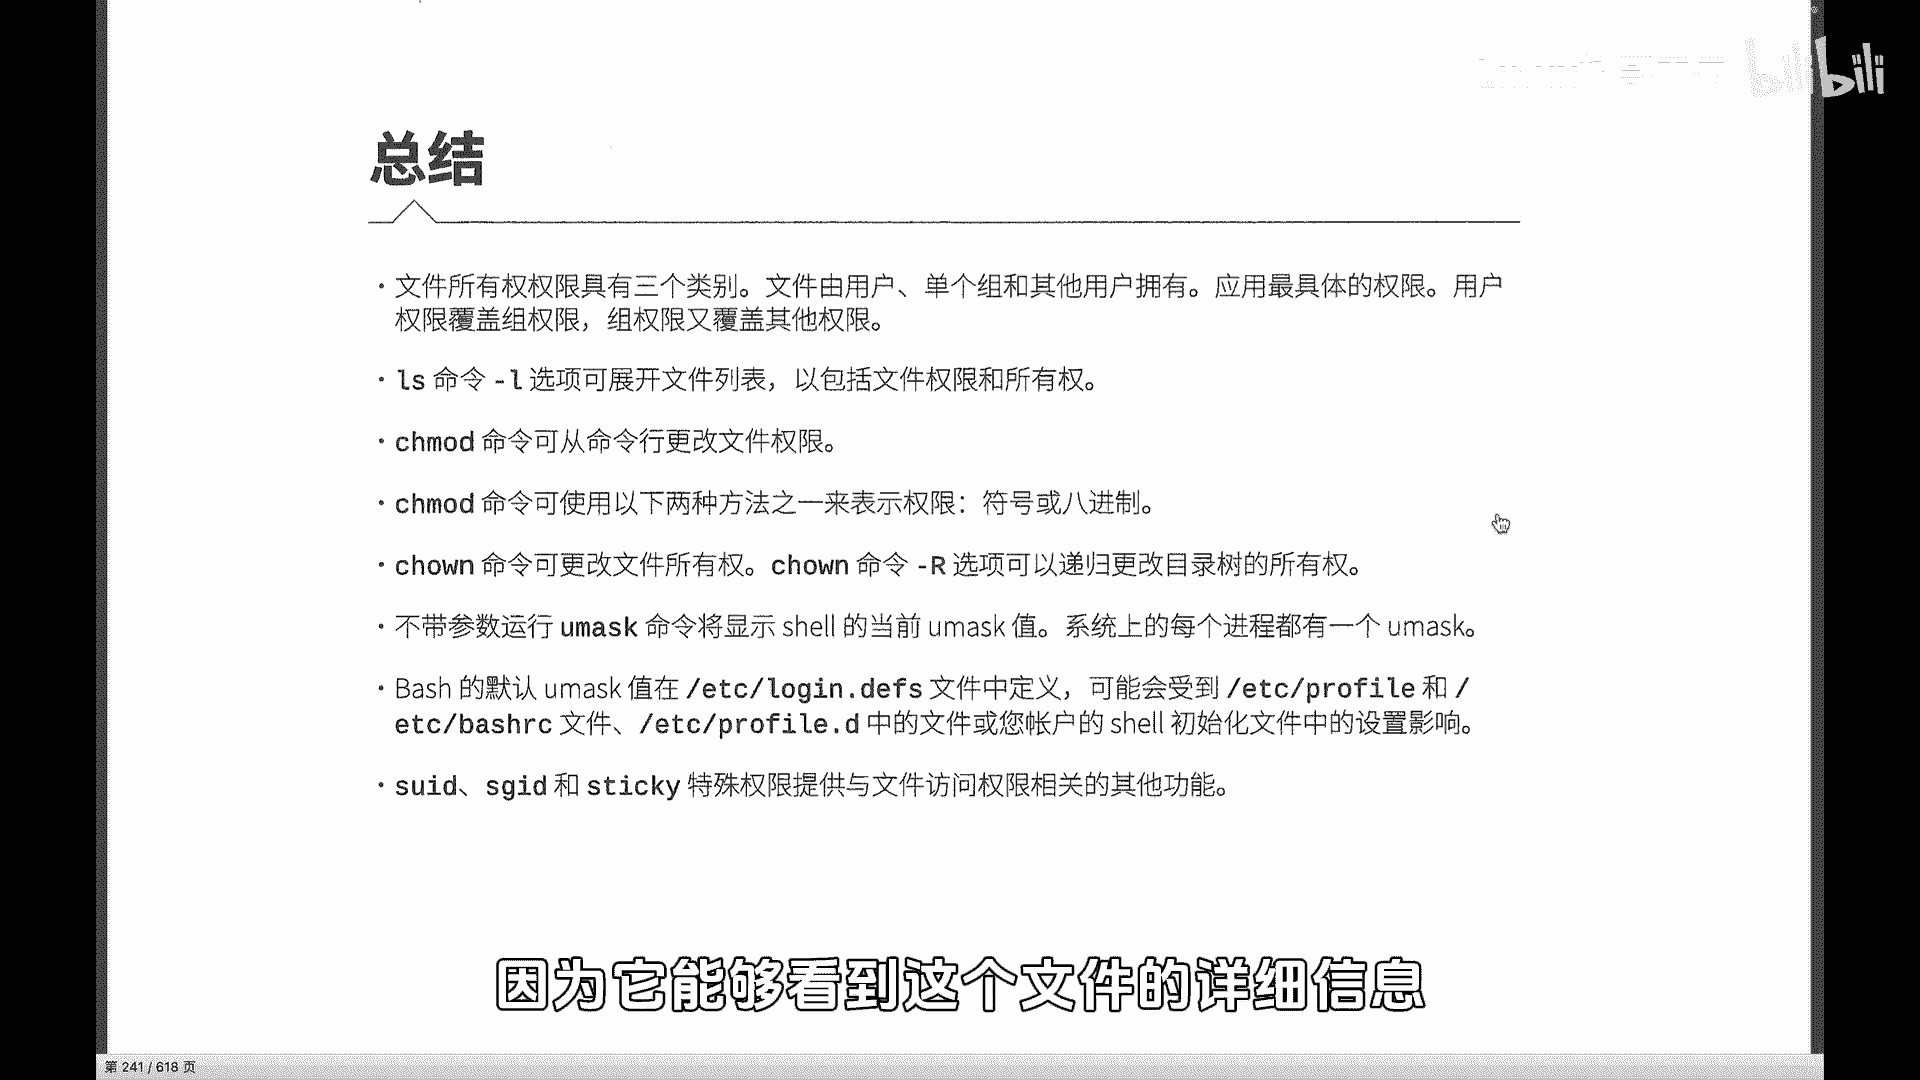 bilibili
总结
· 文件所有权权限具有三个类别。文件由用户、单个组和其他用户拥有。应用最具体的权限。用户
权限覆盖组权限，组权限又覆盖其他权限。
· ls 命令 -l 选项可展开文件列表，以包括文件权限和所有权。
· chmod 命令可从命令行更改文件权限。
· chmod 命令可使用以下两种方法之一来表示权限：符号或八进制。
· chown 命令可更改文件所有权。chown 命令 -R 选项可以递归更改目录树的所有权。
· 不带参数运行 umask 命令将显示 shell 的当前 umask 值。系统上的每个进程都有一个 umask。
· Bash 的默认 umask 值在 /etc/login.defs 文件中定义，可能会受到 /etc/profile 和 /
etc/bashrc 文件、/etc/profile.d 中的文件或您帐户的 shell 初始化文件中的设置影响。
· suid、sgid 和 sticky 特殊权限提供与文件访问权限相关的其他功能。
因为它能够看到这个文件的详细信息
第 241 / 618 页